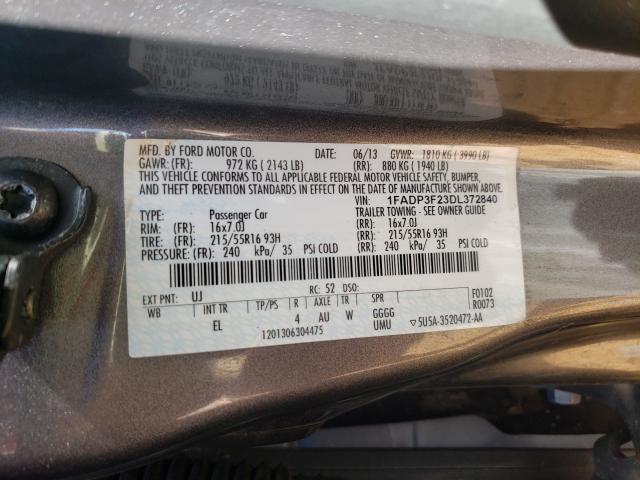 MFD. BY FORD MOTOR CO. DATE: 06/13 GVWR: 1810 KG ( 3990 LB)
GAWR: (FR): 972 KG ( 2143 LB) (RR): 880 KG ( 1940 LB)
THIS VEHICLE CONFORMS TO ALL APPLICABLE FEDERAL MOTOR VEHICLE SAFETY, BUMPER,
AND THEFT PREVENTION STANDARDS IN EFFECT ON THE DATE OF MANUFACTURE SHOWN ABOVE.
VIN: 1FADP3F23DL372840
TYPE: Passenger Car TRAILER TOWING - SEE OWNER GUIDE
RIM: (FR): 16x7.0J (RR): 16x7.0J
TIRE: (FR): 215/55R16 93H (RR): 215/55R16 93H
PRESSURE: (FR): 240 kPa/ 35 PSI COLD (RR): 240 kPa/ 35 PSI COLD
EXT PNT: UJ RC: 52 DSO: F0102
WB INT TR TP/PS R AXLE TR SPR R0073
EL 4 AU W GGGG
1201306304475 UMU ▽5U5A-3520472-AA